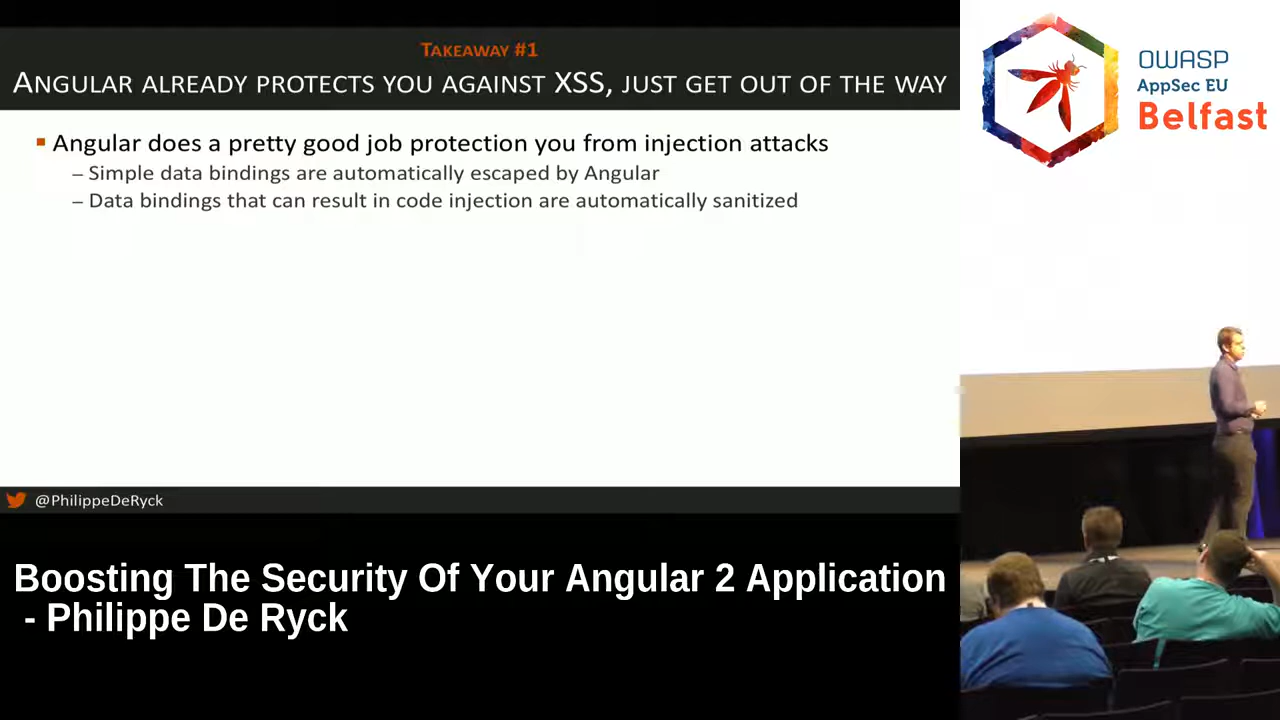 TAKEAWAY #1
ANGULAR ALREADY PROTECTS YOU AGAINST XSS, JUST GET OUT OF THE WAY
Angular does a pretty good job protection you from injection attacks
– Simple data bindings are automatically escaped by Angular
– Data bindings that can result in code injection are automatically sanitized
@PhilippeDeRyck
OWASP
AppSec EU
Belfast
Boosting The Security Of Your Angular 2 Application
- Philippe De Ryck